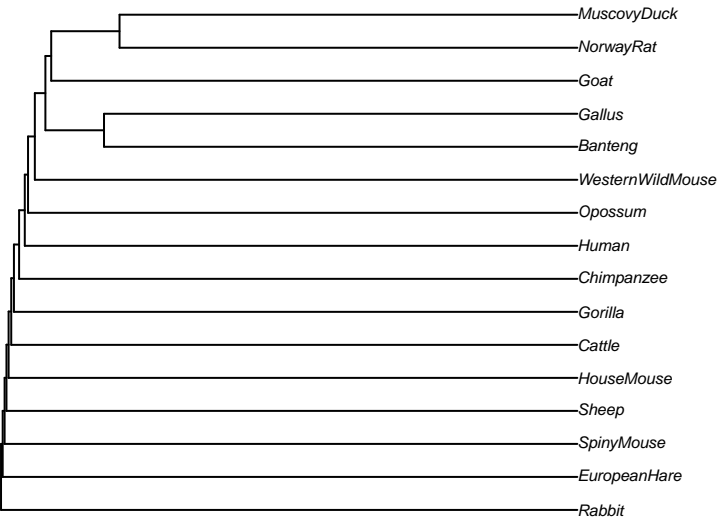 MuscovyDuck
NorwayRat
Goat
Gallus
Banteng
WesternWildMouse
Opossum
Human
Chimpanzee
Gorilla
Cattle
HouseMouse
Sheep
SpinyMouse
EuropeanHare
Rabbit